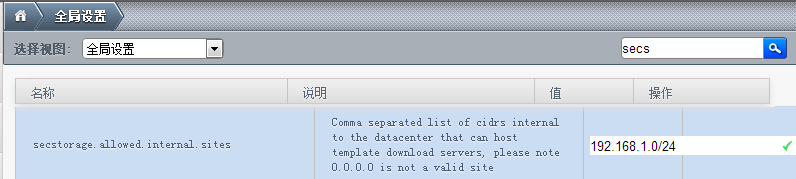 全局设置
选择视图: 全局设置 secs
名称 说明 值 操作
secstorage.allowed.internal.sites
Comma separated list of cidrs internal
to the datacenter that can host
template download servers, please note
0.0.0.0 is not a valid site
192.168.1.0/24